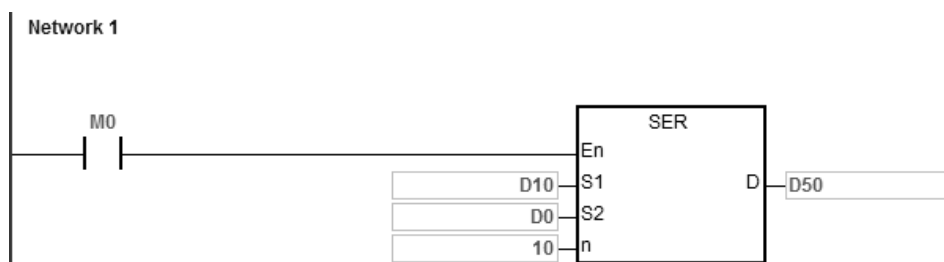 Network 1
M0
SER
En
D10 S1 D D50
D0 S2
10 n